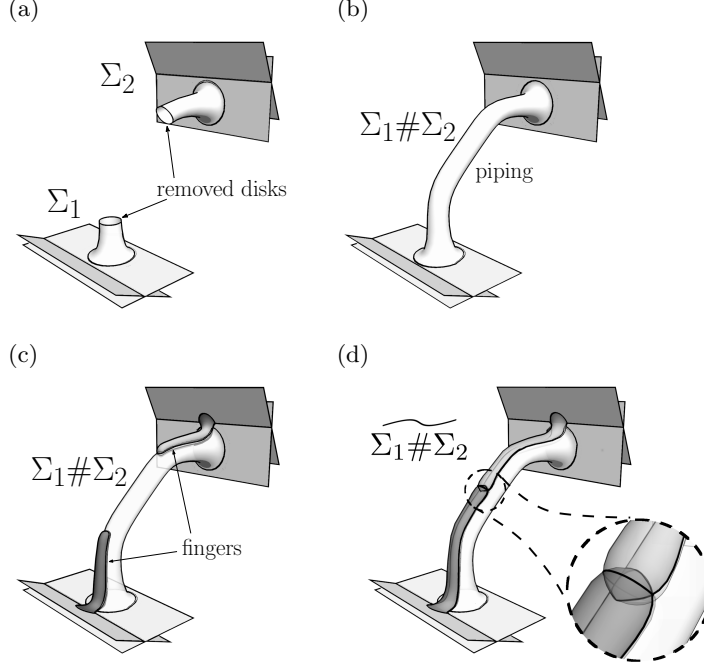 (a)
(b)
Σ₂
Σ₁#Σ₂
piping
removed disks
Σ₁
(c)
(d)
Σ₁#Σ₂
Σ₁#Σ₂
fingers